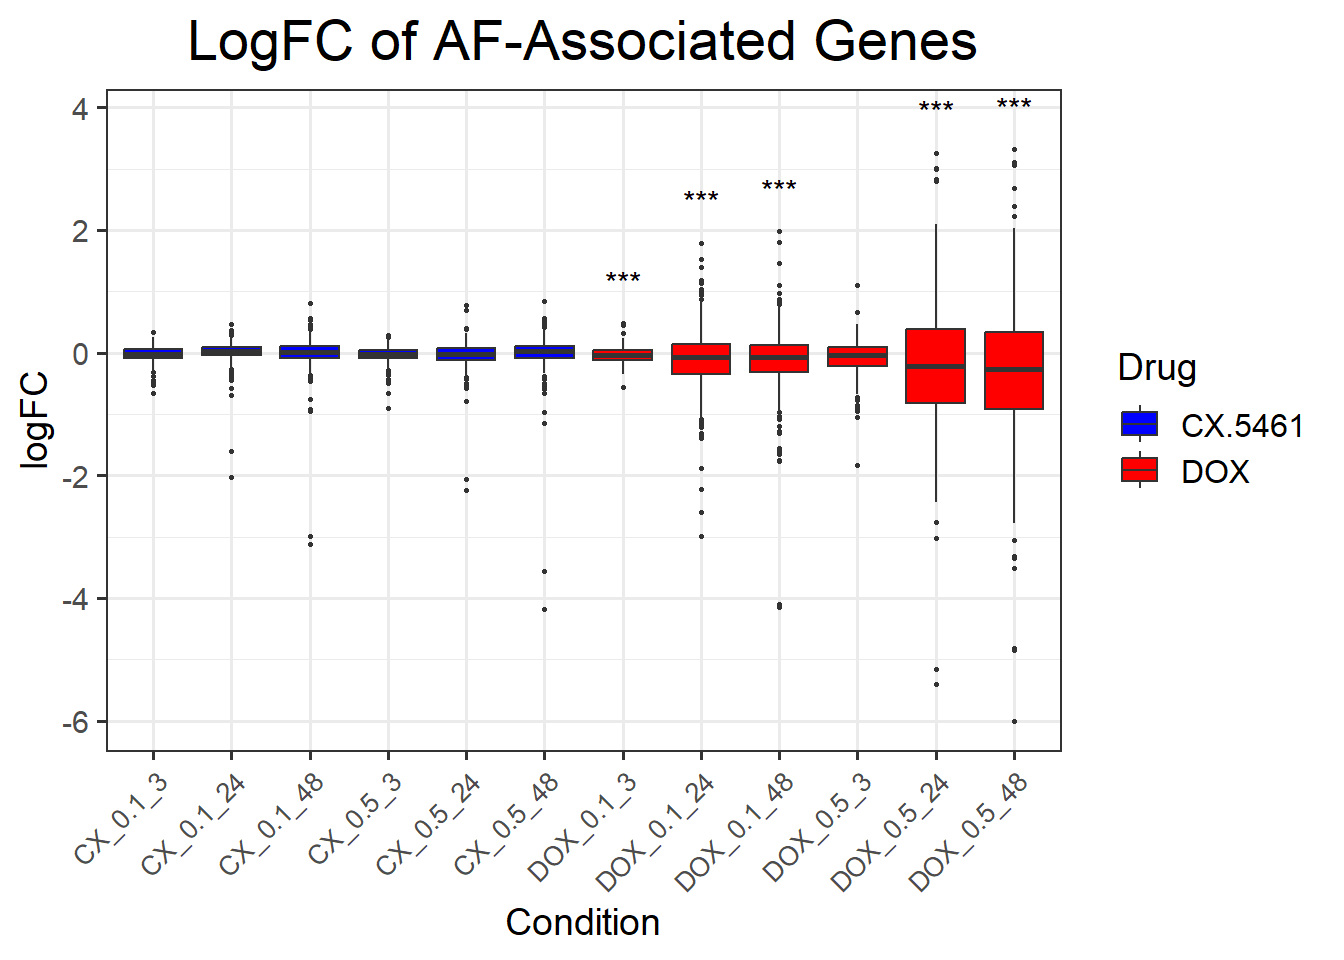 LogFC of AF-Associated Genes
logFC
4
2
0
-2
-4
-6
***
***
***
***
***
CX_0.1_3
CX_0.1_24
CX_0.1_48
CX_0.5_3
CX_0.5_24
CX_0.5_48
DOX_0.1_3
DOX_0.1_24
DOX_0.1_48
DOX_0.5_3
DOX_0.5_24
DOX_0.5_48
Condition
Drug
CX.5461
DOX